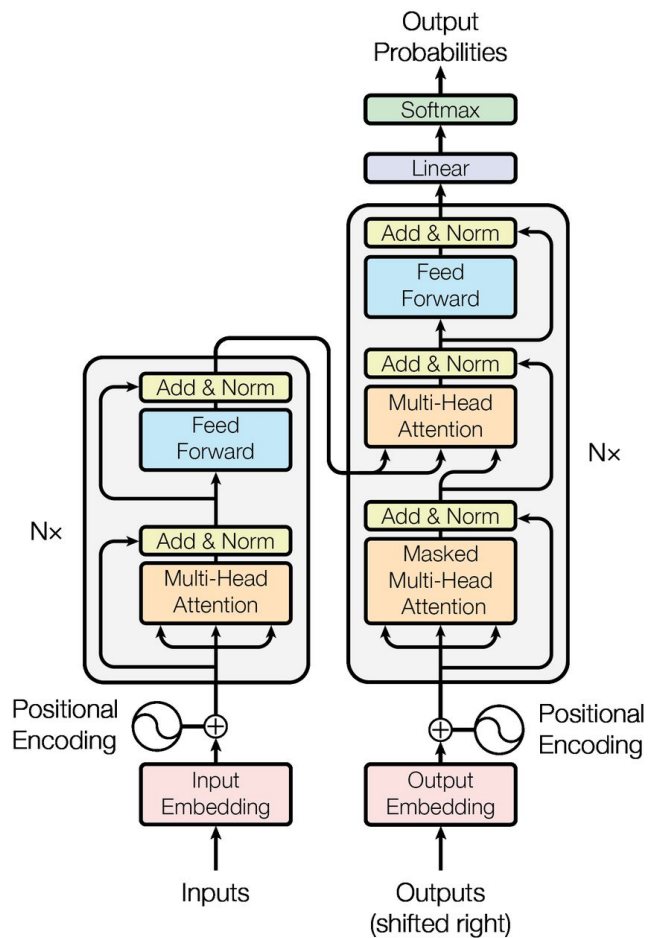 Output
Probabilities
Softmax
Linear
Add & Norm
Feed
Forward
Add & Norm
Multi-Head
Attention
Add & Norm
Masked
Multi-Head
Attention
Nx
Add & Norm
Feed
Forward
Add & Norm
Multi-Head
Attention
Nx
Positional
Encoding
Positional
Encoding
Input
Embedding
Output
Embedding
Inputs
Outputs
(shifted right)